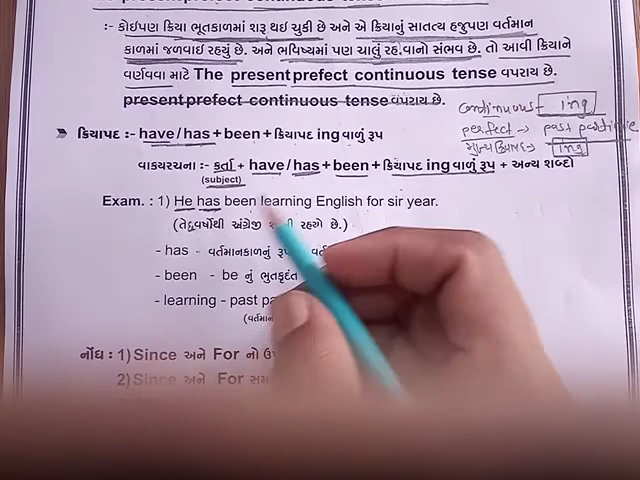 :- કોઈપણ ક્રિયા ભૂતકાળમાં શરૂ થઈ ચુકી છે અને એ ક્રિયાનું સાતત્ય હજુપણ વર્તમાન
કાળમાં જળવાઈ રહ્યું છે. અને ભવિષ્યમાં પણ ચાલું રહે.વાનો સંભવ છે. તો આવી ક્રિયાને
વર્ણવવા માટે The present prefect continuous tense વપરાય છે.
present prefect continuous tense વપરાય છે.
continuous - ing
perfect → past
ક્રિયાપદ :- have/has + been + ક્રિયાપદ ing વાળું રૂપ
ing
વાક્યરચના :- કર્તા + have/has + been + ક્રિયાપદ ing વાળું રૂપ + અન્ય શબ્દો
(subject)
Exam. : 1) He has been learning English for sir year.
અંગ્રેજી રહએ છે.)
- has - વર્તમાનકાળનું
- been - be નું ભુતકૃદંત
- learning - past
નોંધ : 1) Since અને For નો
2) Since અને For